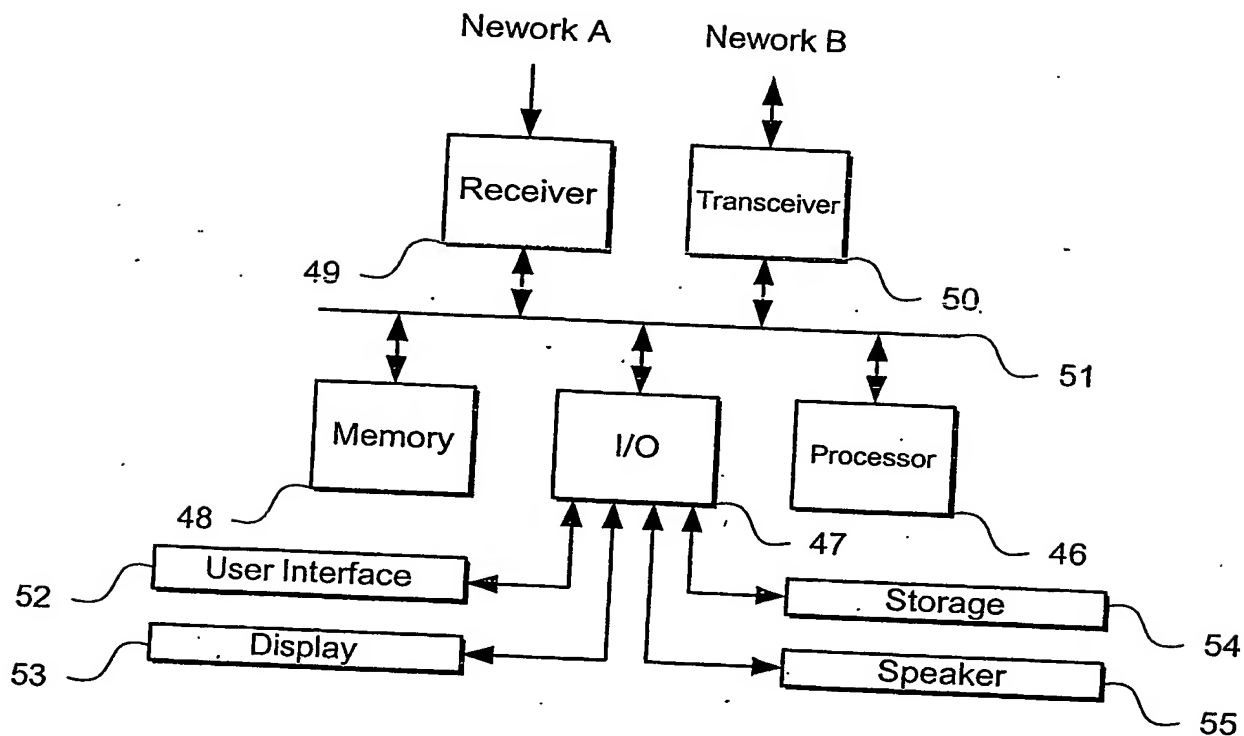 Nework A
Nework B
Receiver
Transceiver
49
50
51
Memory
I/O
Processor
48
47
46
User Interface
52
Storage
54
Display
53
Speaker
55